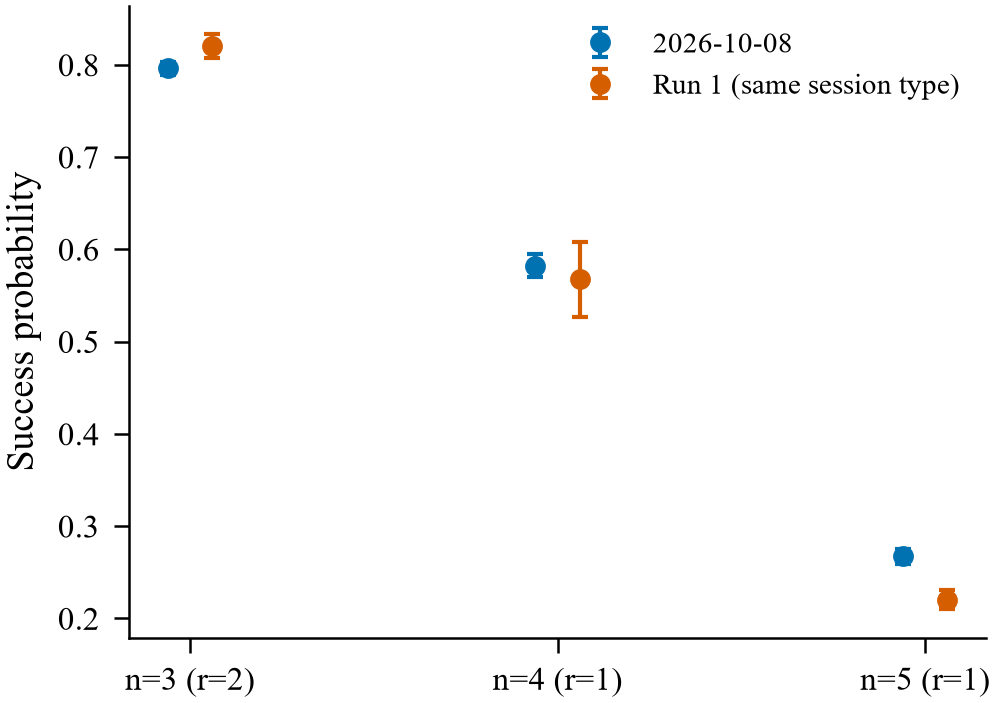 2026-10-08
Run 1 (same session type)
Success probability
0.8
0.7
0.6
0.5
0.4
0.3
0.2
n=3 (r=2)
n=4 (r=1)
n=5 (r=1)